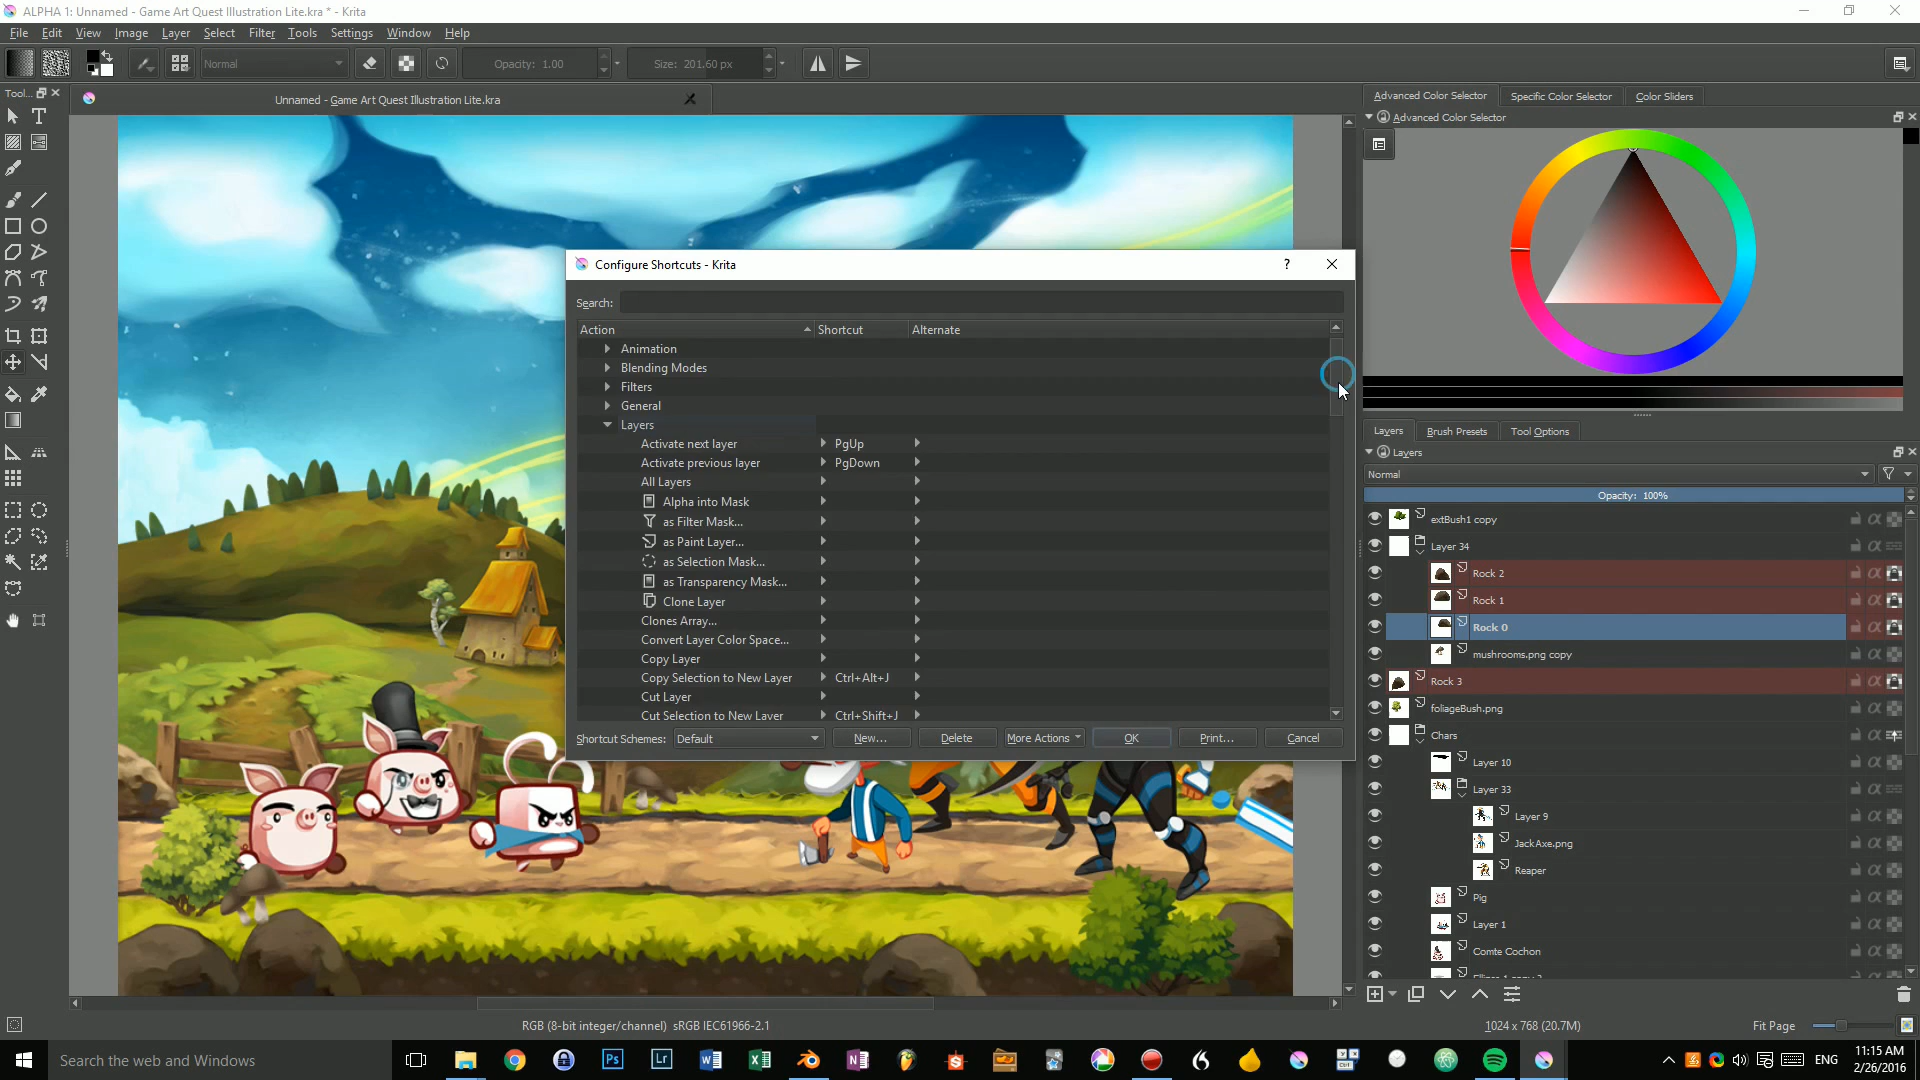 ALPHA 1: Unnamed - Game Art Quest Illustration Lite.kra * - Krita
File Edit View Image Layer Select Filter Tools Settings Window Help
Normal Opacity: 1.00 Size: 201.60 px
Tool...
Unnamed - Game Art Quest Illustration Lite.kra
Advanced Color Selector Specific Color Selector Color Sliders
Advanced Color Selector
Configure Shortcuts - Krita ?
Search:
Action Shortcut Alternate
Animation
Blending Modes
Filters
General
Layers
Activate next layer PgUp
Activate previous layer PgDown
All Layers
Alpha into Mask
as Filter Mask...
as Paint Layer...
as Selection Mask...
as Transparency Mask...
Clone Layer
Clones Array...
Convert Layer Color Space...
Copy Layer
Copy Selection to New Layer Ctrl+Alt+J
Cut Layer
Cut Selection to New Layer Ctrl+Shift+J
Shortcut Schemes: Default New... Delete More Actions OK Print... Cancel
Layers Brush Presets Tool Options
Layers
Normal
Opacity: 100%
extBush1 copy
Layer 34
Rock 2
Rock 1
Rock 0
mushrooms.png copy
Rock 3
foliageBush.png
Chars
Layer 10
Layer 33
Layer 9
JackAxe.png
Reaper
Pig
Layer 1
Comte Cochon
RGB (8-bit integer/channel) sRGB IEC61966-2.1
1024 x 768 (20.7M)
Fit Page
Search the web and Windows
Ps
Lr
ENG
11:15 AM
2/26/2016